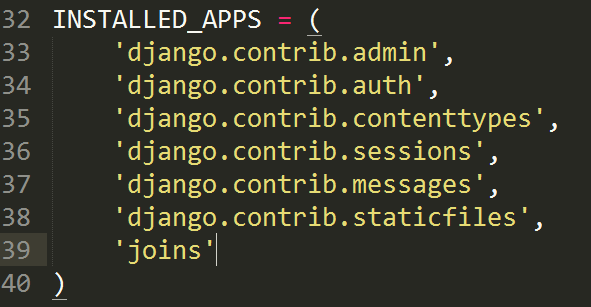 32 INSTALLED_APPS = (
33     'django.contrib.admin',
34     'django.contrib.auth',
35     'django.contrib.contenttypes',
36     'django.contrib.sessions',
37     'django.contrib.messages',
38     'django.contrib.staticfiles',
39     'joins'
40 )